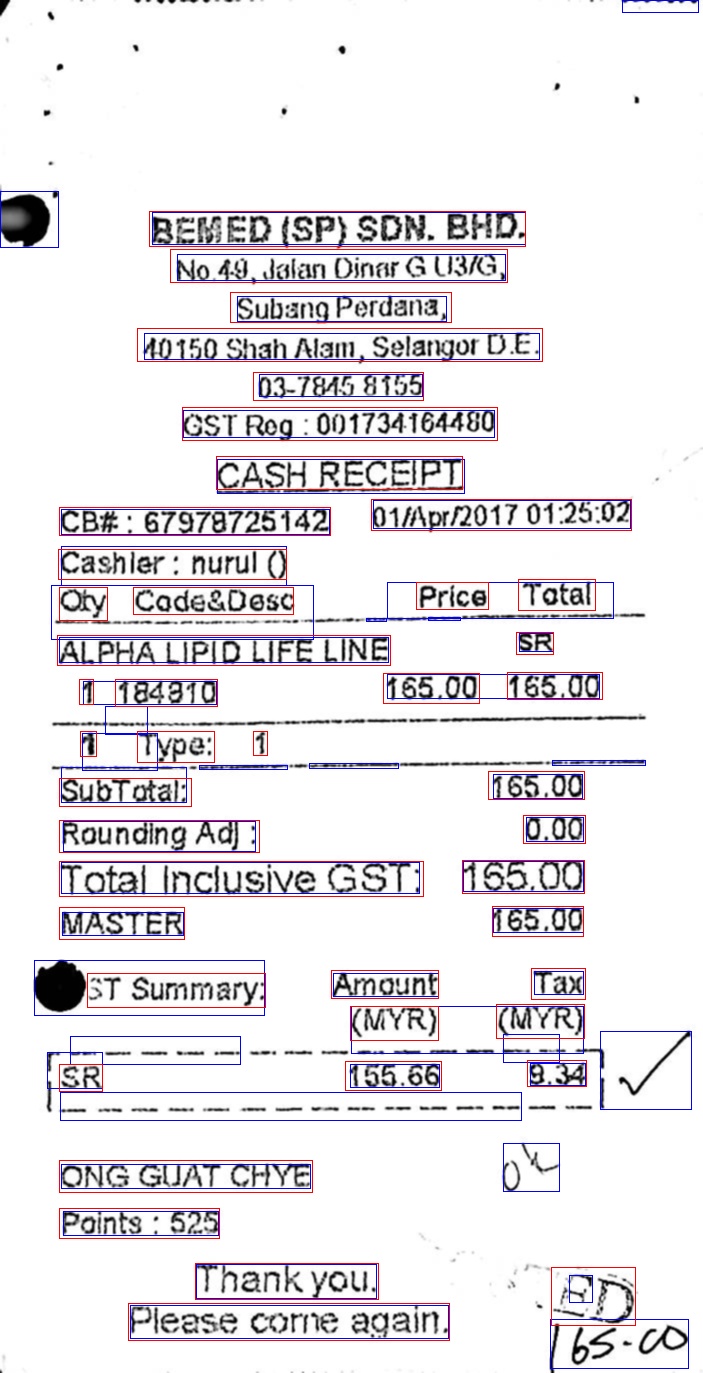 BEMED (SP) SDN. BHD.
No.49, Jalan Dinar G U3/G,
Subang Perdana,
40150 Shah Alam, Selangor D.E.
03-7845 8155
GST Reg : 001734164480
CASH RECEIPT
CB# : 67978725142 01/Apr/2017 01:25:02
Cashier : nurul ()
Qty Code&Desc Price Total
ALPHA LIPID LIFE LINE SR
1 184810 165.00 165.00
1 Type: 1
SubTotal: 165.00
Rounding Adj : 0.00
Total Inclusive GST: 165.00
MASTER 165.00
ST Summary: Amount Tax
(MYR) (MYR)
SR 155.66 9.34
ONG GUAT CHYE
OK
Points : 525
Thank you.
ED
Please come again.
165-00